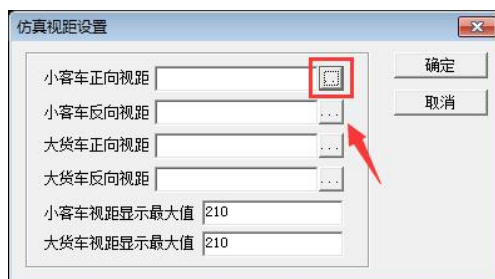 仿真视距设置
小客车正向视距 ...
确定
小客车反向视距 ...
取消
大货车正向视距 ...
大货车反向视距 ...
小客车视距显示最大值 210
大货车视距显示最大值 210